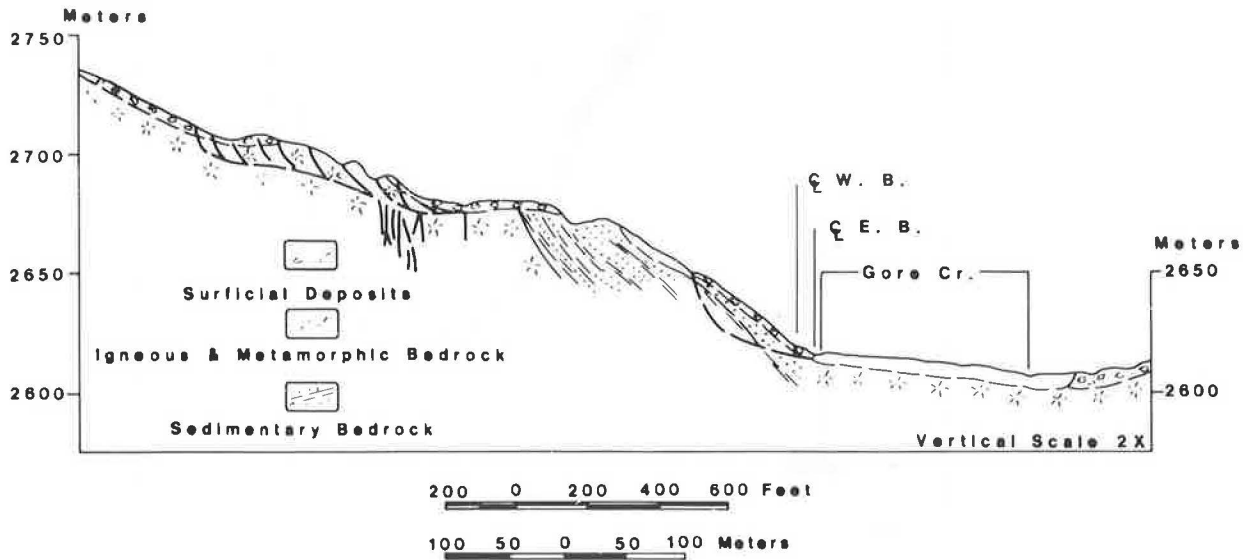 Meters
2750
2700
2650
2600
Surficial Deposits
Igneous & Metamorphic Bedrock
Sedimentary Bedrock
℄ W. B.
℄ E. B.
Gore Cr.
Meters
2650
2600
Vertical Scale 2X
200 0 200 400 600 Feet
100 50 0 50 100 Meters